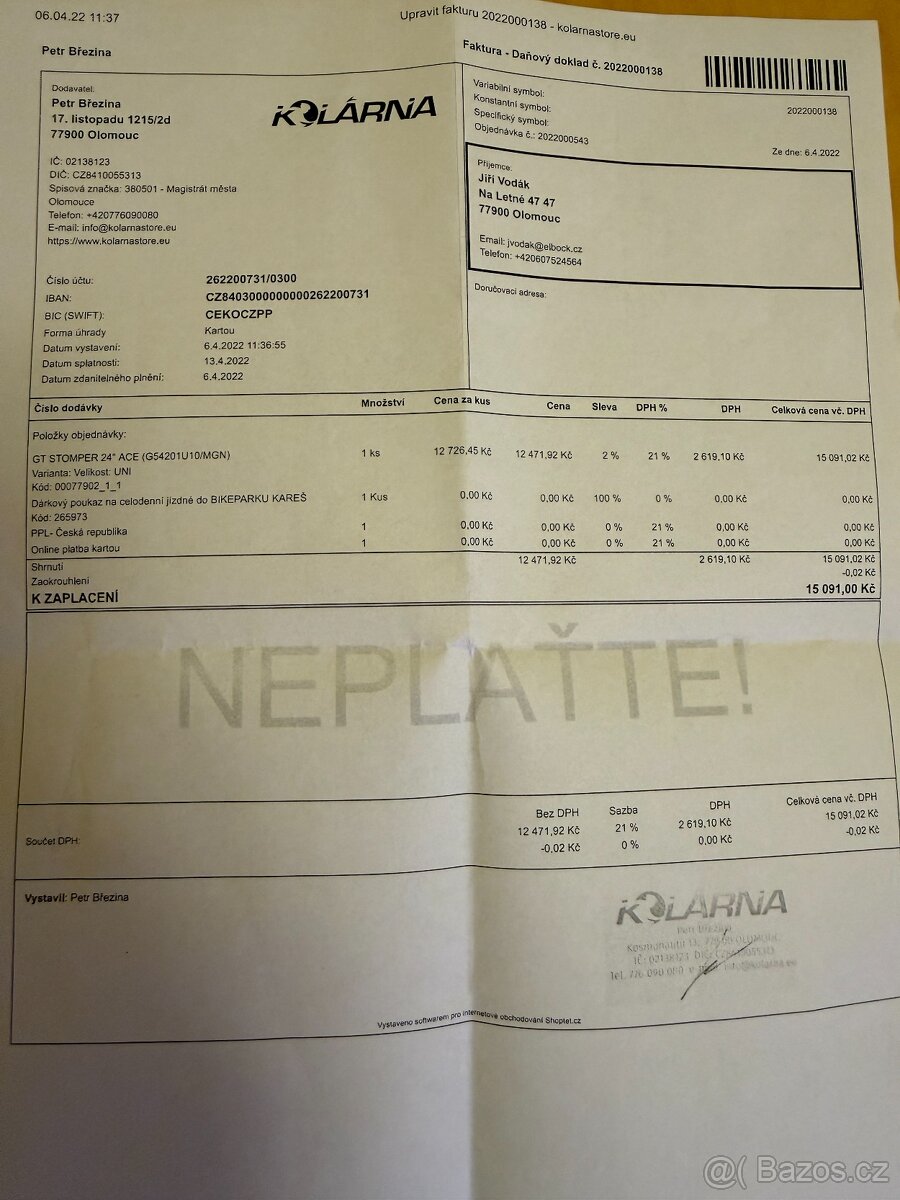 06.04.22 11:37
Upravit fakturu 2022000138 - kolarnastore.eu
Petr Březina
Faktura - Daňový doklad č. 2022000138
Dodavatel:
Petr Březina
17. listopadu 1215/2d
77900 Olomouc
KOLÁRNA
IČ: 02138123
DIČ: CZ8410055313
Spisová značka: 380501 - Magistrát města
Olomouce
Telefon: +420776090080
E-mail: info@kolarnastore.eu
https://www.kolarnastore.eu
Číslo účtu: 262200731/0300
IBAN: CZ8403000000000262200731
BIC (SWIFT): CEKOCZPP
Forma úhrady Kartou
Datum vystavení: 6.4.2022 11:36:55
Datum splatnosti: 13.4.2022
Datum zdanitelného plnění: 6.4.2022
Variabilní symbol: 2022000138
Konstantní symbol:
Specifický symbol:
Objednávka č.: 2022000543
Ze dne: 6.4.2022
Příjemce:
Jiří Vodák
Na Letné 47 47
77900 Olomouc
Email: jvodak@elbock.cz
Telefon: +420607524564
Doručovací adresa:
Číslo dodávky Množství Cena za kus Cena Sleva DPH % DPH Celková cena vč. DPH
Položky objednávky:
GT STOMPER 24" ACE (G54201U10/MGN) 1 ks 12 726,45 Kč 12 471,92 Kč 2 % 21 % 2 619,10 Kč 15 091,02 Kč
Varianta: Velikost: UNI
Kód: 00077902_1_1
Dárkový poukaz na celodenní jízdné do BIKEPARKU KAREŠ 1 Kus 0,00 Kč 0,00 Kč 100 % 0 % 0,00 Kč 0,00 Kč
Kód: 265973
PPL- Česká republika 1 0,00 Kč 0,00 Kč 0 % 21 % 0,00 Kč 0,00 Kč
Online platba kartou 1 0,00 Kč 0,00 Kč 0 % 21 % 0,00 Kč 0,00 Kč
Shrnutí 12 471,92 Kč 2 619,10 Kč 15 091,02 Kč
Zaokrouhlení -0,02 Kč
K ZAPLACENÍ 15 091,00 Kč
NEPLAŤTE!
Bez DPH Sazba DPH Celková cena vč. DPH
Součet DPH: 12 471,92 Kč 21 % 2 619,10 Kč 15 091,02 Kč
-0,02 Kč 0 % 0,00 Kč -0,02 Kč
Vystavil: Petr Březina
KOLÁRNA
Petr Březina
Kosmonautů 13,
IČ: 02138123 DIČ:
Tel. 776 090 080
Vystaveno softwarem pro internetové obchodování Shoptet.cz
@( Bazos.cz